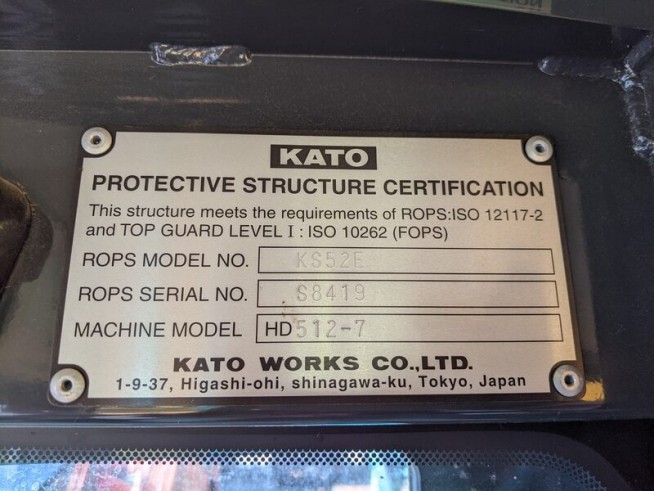 KATO
PROTECTIVE STRUCTURE CERTIFICATION
This structure meets the requirements of ROPS:ISO 12117-2
and TOP GUARD LEVEL I : ISO 10262 (FOPS)
ROPS MODEL NO. KS52E
ROPS SERIAL NO. S8419
MACHINE MODEL HD512-7
KATO WORKS CO.,LTD.
1-9-37, Higashi-ohi, shinagawa-ku, Tokyo, Japan